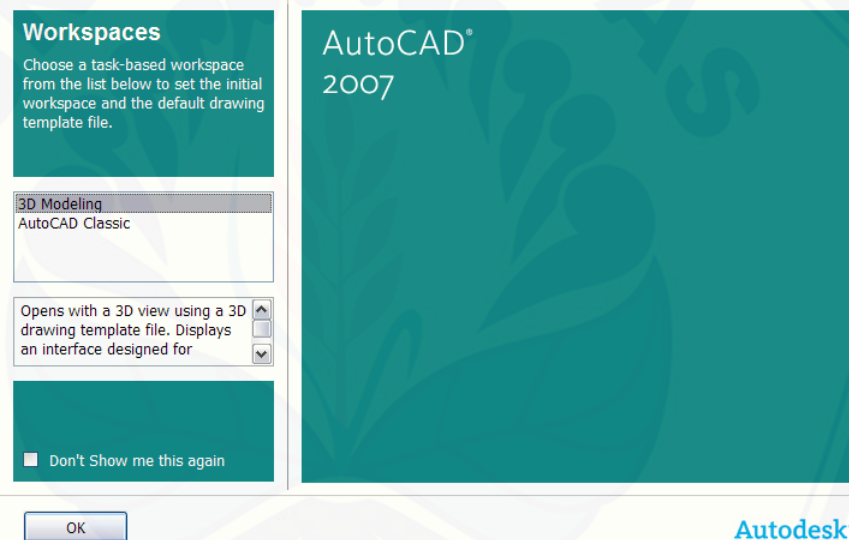 Workspaces
Choose a task-based workspace
from the list below to set the initial
workspace and the default drawing
template file.
3D Modeling
AutoCAD Classic
Opens with a 3D view using a 3D
drawing template file. Displays
an interface designed for
Don't Show me this again
OK
AutoCAD®
2007
Autodesk